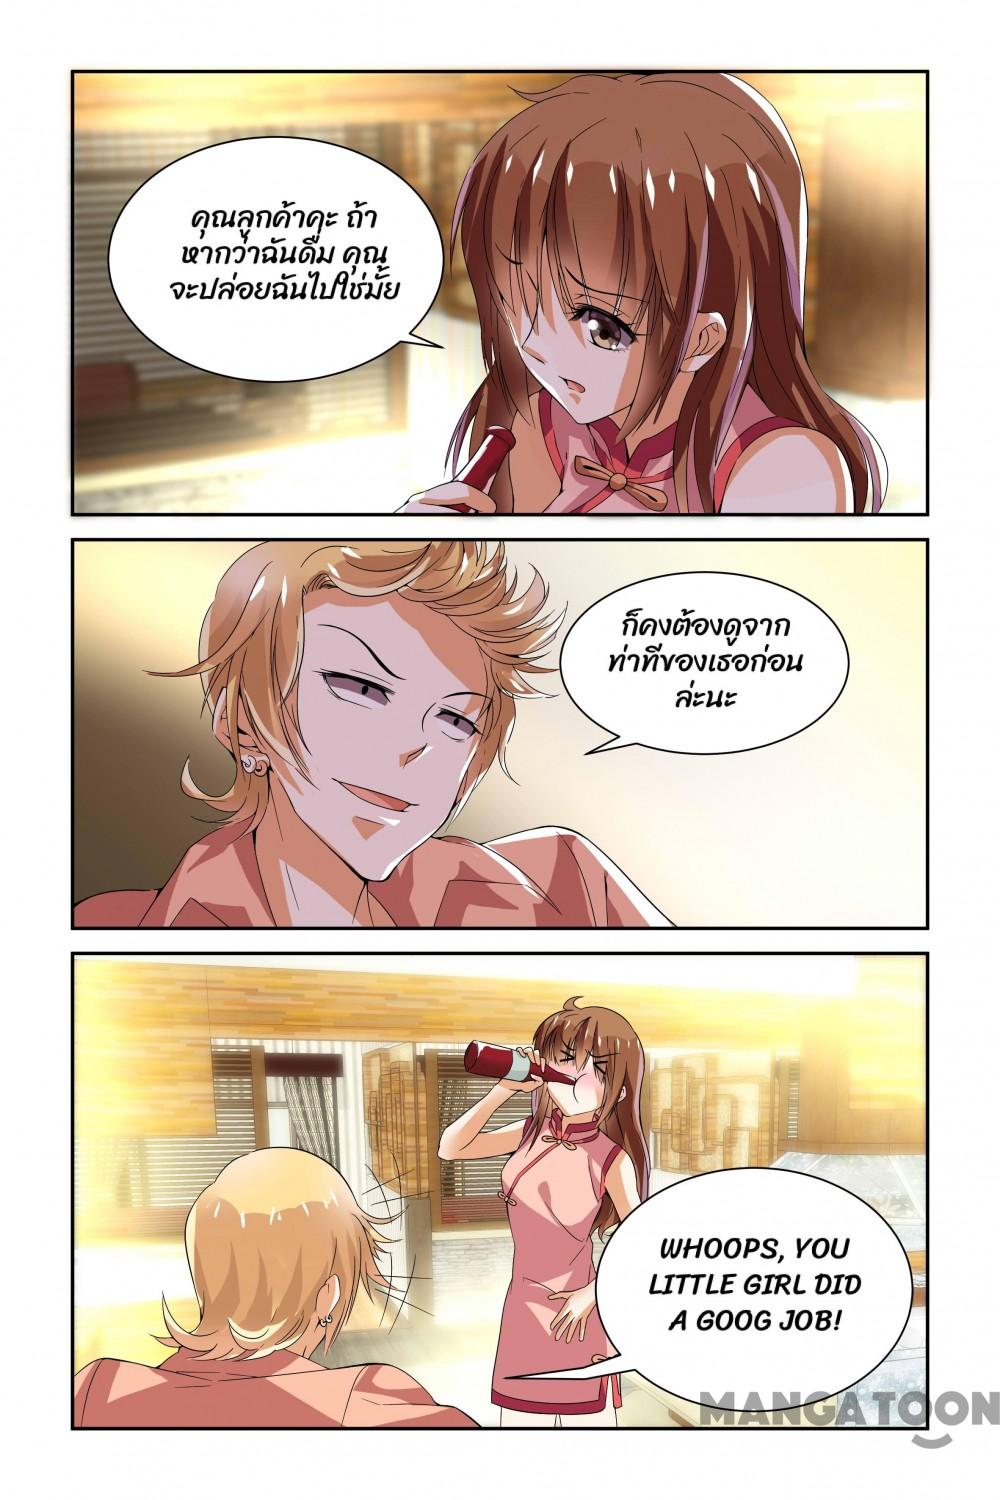 คุณลูกค้าคะ ถ้า
หากว่าฉันดื่ม คุณ
จะปล่อยฉันไปใช่มั้ย
ก็คงต้องดูจาก
ท่าทีของเธอก่อน
ล่ะนะ
WHOOPS, YOU
LITTLE GIRL DID
A GOOG JOB!
MANGATOON